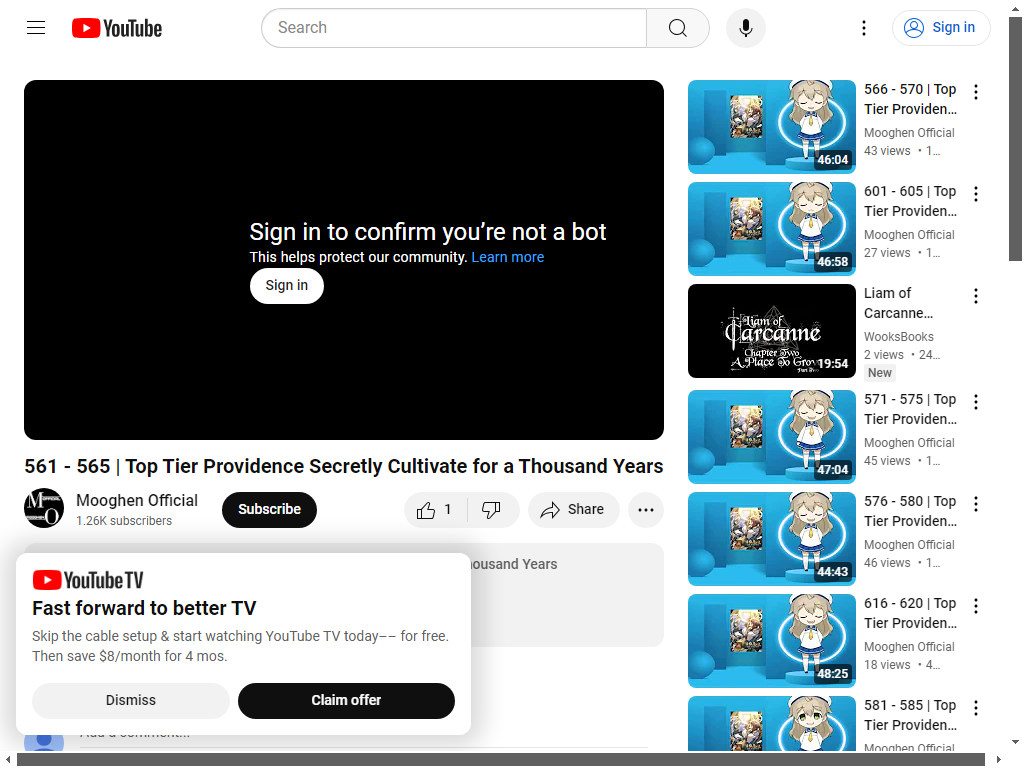 YouTube
Search
Sign in
Sign in to confirm you’re not a bot
This helps protect our community. Learn more
Sign in
561 - 565 | Top Tier Providence Secretly Cultivate for a Thousand Years
Mooghen Official
1.26K subscribers
Subscribe
1
Share
housand Years
YouTube TV
Fast forward to better TV
Skip the cable setup & start watching YouTube TV today–– for free.
Then save $8/month for 4 mos.
Dismiss
Claim offer
Add a comment...
46:04
566 - 570 | Top
Tier Providen...
Mooghen Official
43 views • 1...
46:58
601 - 605 | Top
Tier Providen...
Mooghen Official
27 views • 1...
Liam of
Carcanne
Chapter Two
A Place To Grow
19:54
Liam of
Carcanne...
WooksBooks
2 views • 24...
New
47:04
571 - 575 | Top
Tier Providen...
Mooghen Official
45 views • 1...
44:43
576 - 580 | Top
Tier Providen...
Mooghen Official
46 views • 1...
48:25
616 - 620 | Top
Tier Providen...
Mooghen Official
18 views • 4...
581 - 585 | Top
Tier Providen...
Mooghen Official